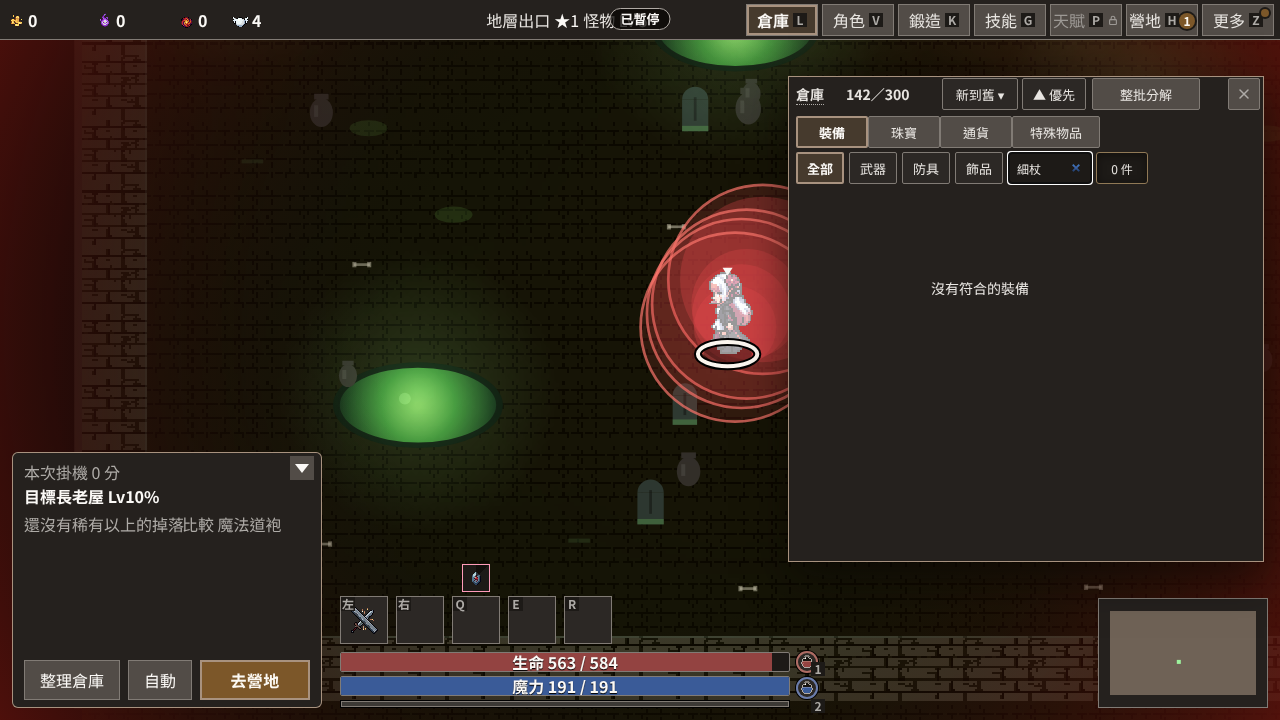 0
0
0
4
地層出口 ★1 怪物
已暫停
倉庫 L
角色 V
鍛造 K
技能 G
天賦 P
營地 H 1
更多 Z
倉庫
142／300
新到舊 ▾
▲ 優先
整批分解
✕
裝備
珠寶
通貨
特殊物品
全部
武器
防具
飾品
細杖 ✕
0 件
沒有符合的裝備
本次掛機 0 分
目標長老屋 Lv10%
還沒有稀有以上的掉落比較 魔法道袍
整理倉庫
自動
去營地
左
右
Q
E
R
生命 563 / 584
1
魔力 191 / 191
2